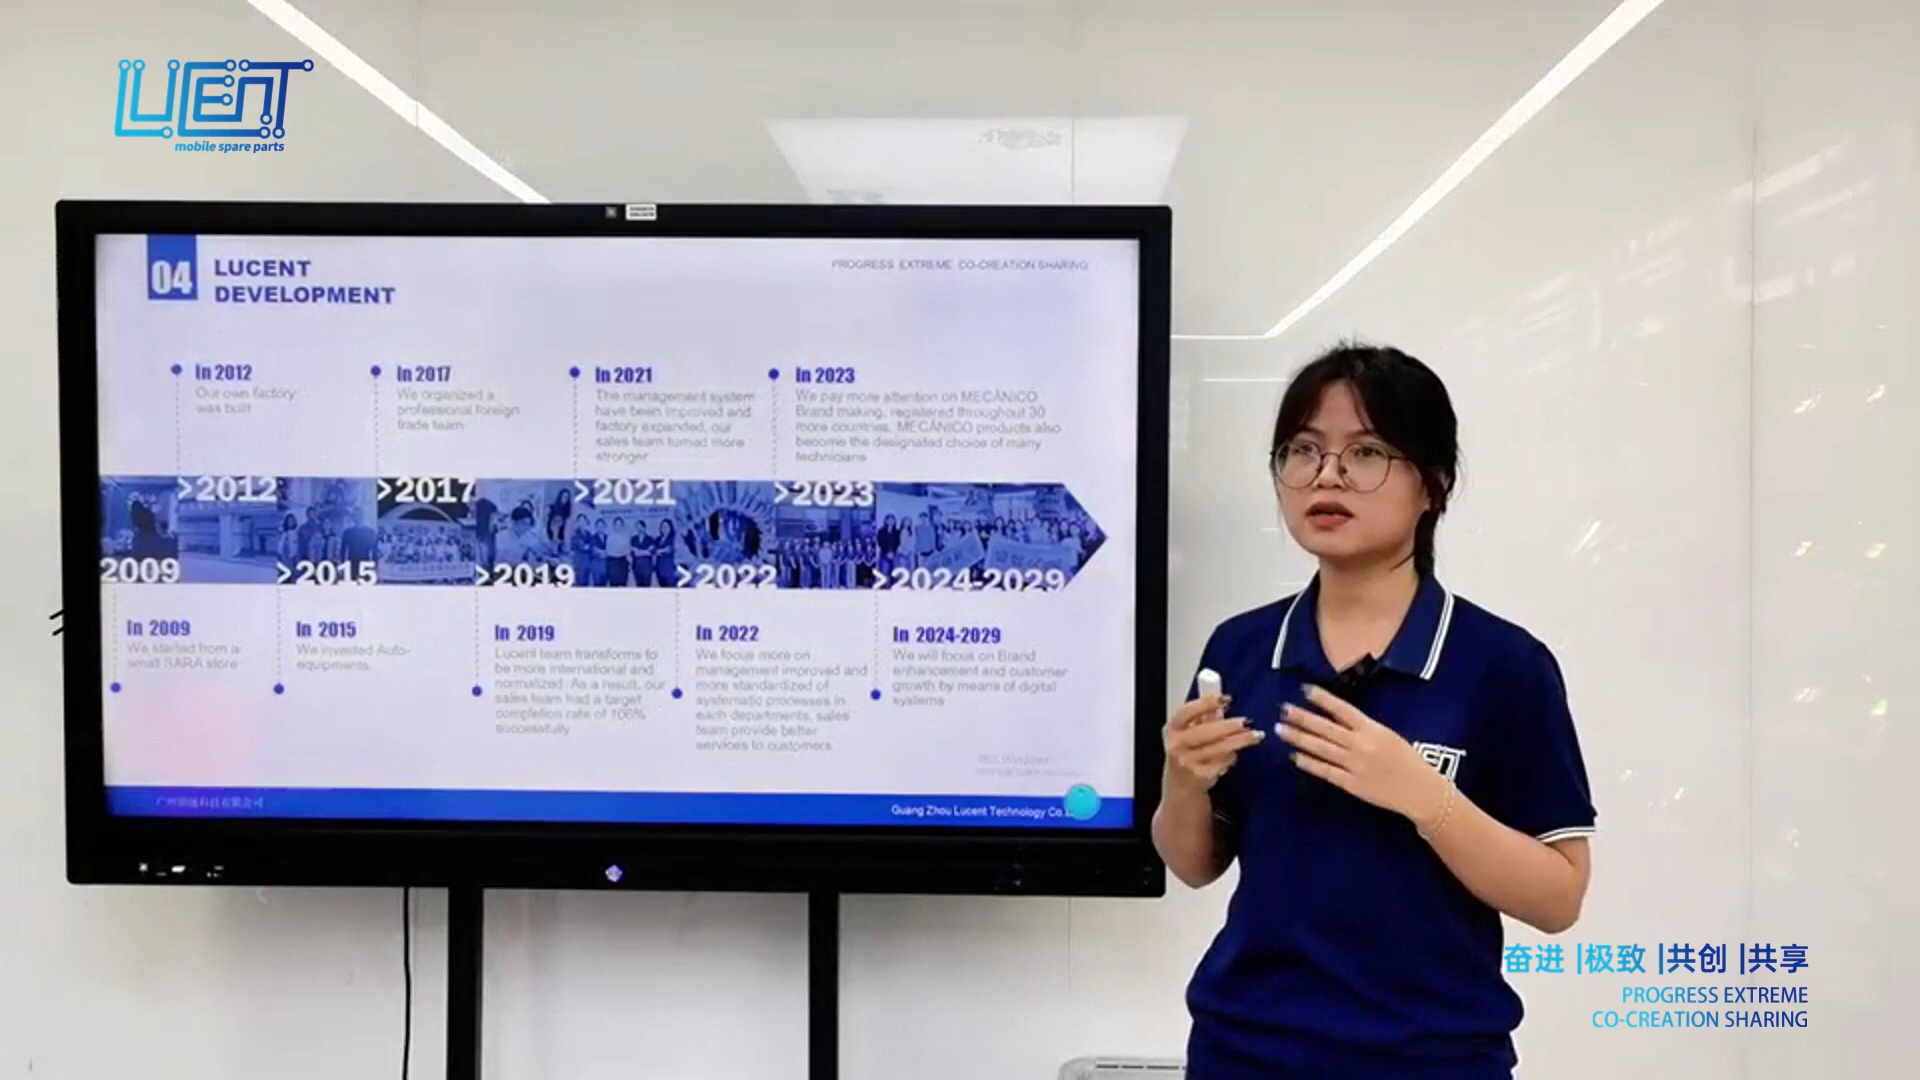 LUCENT
mobile spare parts
04
LUCENT
DEVELOPMENT
PROGRESS EXTREME CO-CREATION SHARING
In 2012
Our own factory
was built
In 2017
We organized a
professional foreign
trade team
In 2021
The management system
have been improved and
factory expanded, our
sales team turned more
stronger
In 2023
We pay more attention on MECÁNICO
Brand making, registered throughout 30
more countries, MECÁNICO products also
become the designated choice of many
technicians
>2012
>2017
>2021
>2023
2009
>2015
>2019
>2022
>2024-2029
In 2009
We started from a
small SARA store
In 2015
We invested Auto-
equipments.
In 2019
Lucent team transforms to
be more international and
normalized. As a result, our
sales team had a target
completion rate of 106%
successfully
In 2022
We focus more on
management improved and
more standardized of
systematic processes in
each departments, sales
team provide better
services to customers
In 2024-2029
We will focus on Brand
enhancement and customer
growth by means of digital
systems
Guang Zhou Lucent Technology Co.
奋进 |极致 |共创 |共享
PROGRESS EXTREME
CO-CREATION SHARING